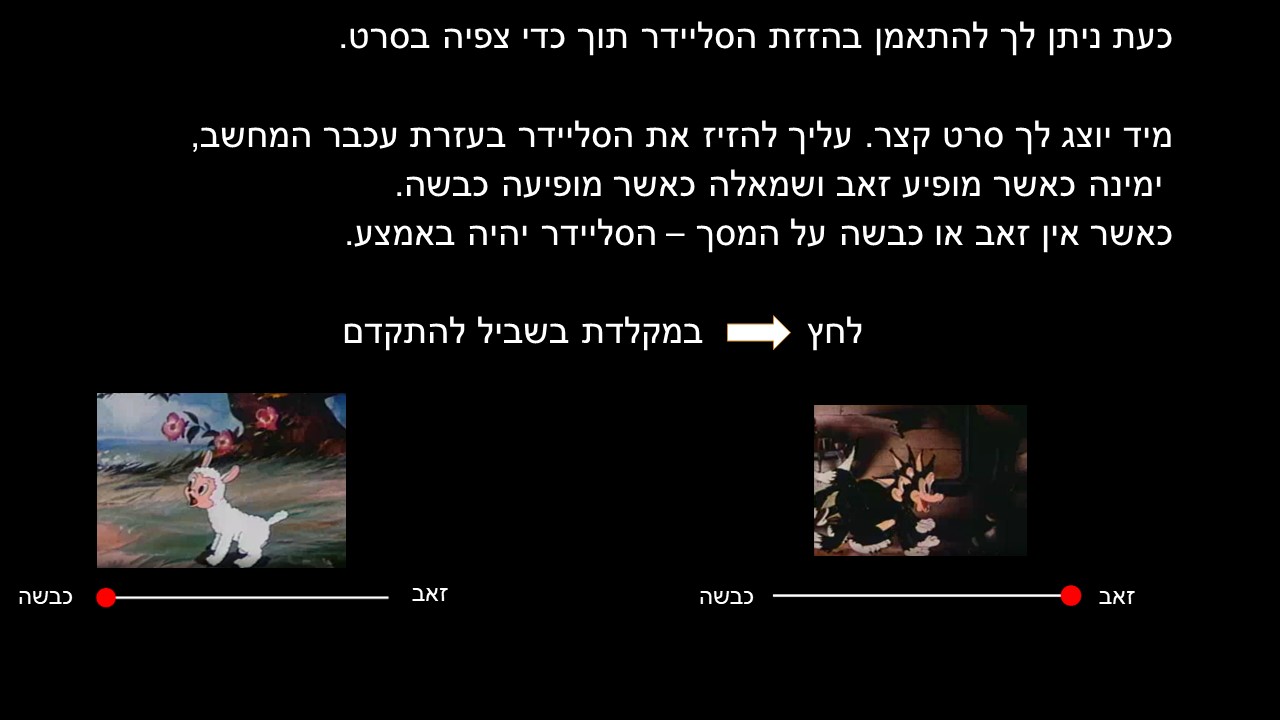 כעת ניתן לך להתאמן בהזזת הסליידר תוך כדי צפיה בסרט.
מיד יוצג לך סרט קצר. עליך להזיז את הסליידר בעזרת עכבר המחשב,
ימינה כאשר מופיע זאב ושמאלה כאשר מופיעה כבשה.
כאשר אין זאב או כבשה על המסך – הסליידר יהיה באמצע.
לחץ במקלדת בשביל להתקדם
זאב
כבשה
זאב
כבשה